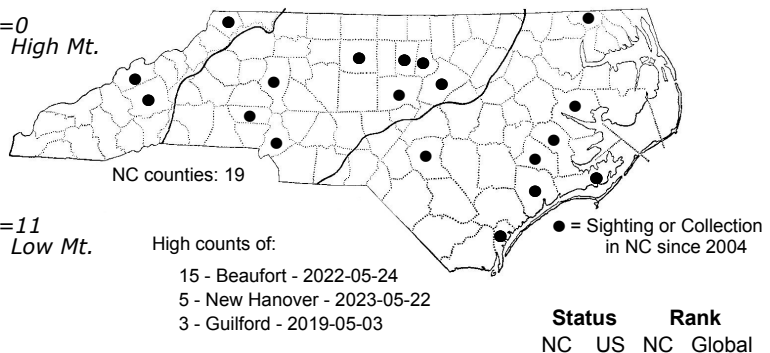 =0
High Mt.
NC counties: 19
=11
Low Mt.
High counts of:
15 - Beaufort - 2022-05-24
5 - New Hanover - 2023-05-22
3 - Guilford - 2019-05-03
● = Sighting or Collection
in NC since 2004
Status Rank
NC US NC Global